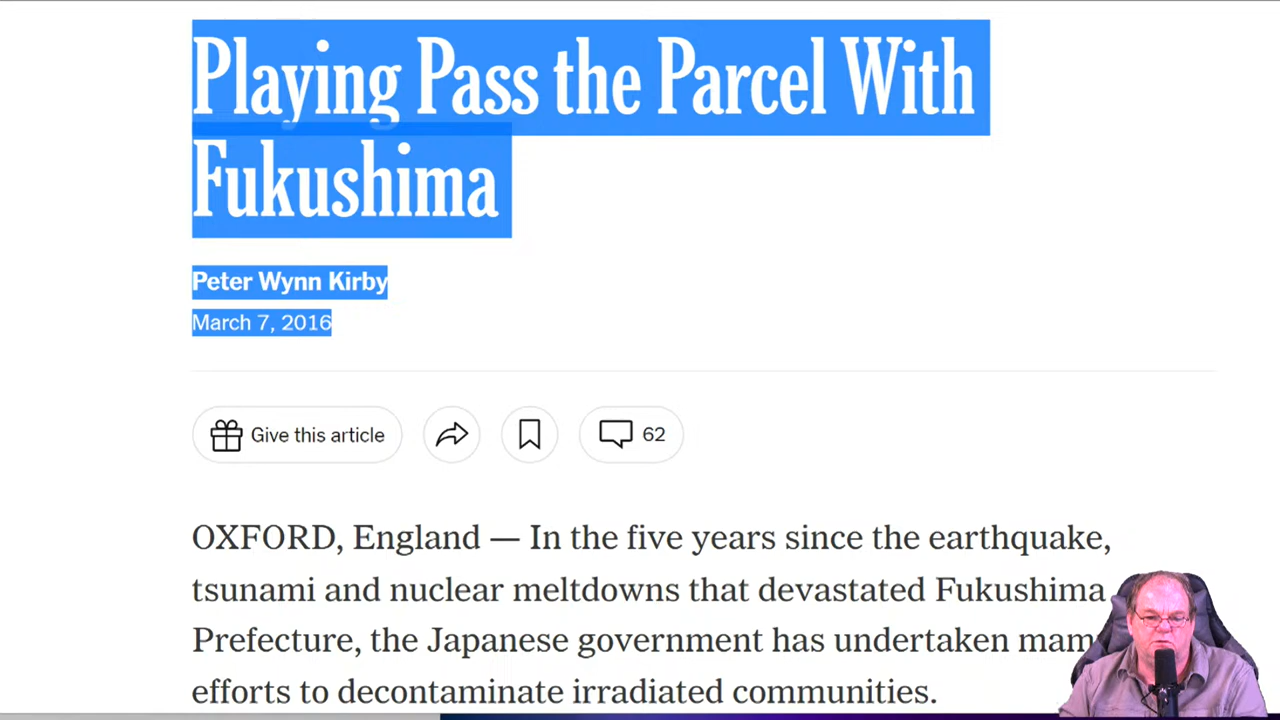 Playing Pass the Parcel With
Fukushima
Peter Wynn Kirby
March 7, 2016
Give this article
62
OXFORD, England — In the five years since the earthquake,
tsunami and nuclear meltdowns that devastated Fukushima
Prefecture, the Japanese government has undertaken
efforts to decontaminate irradiated communities.